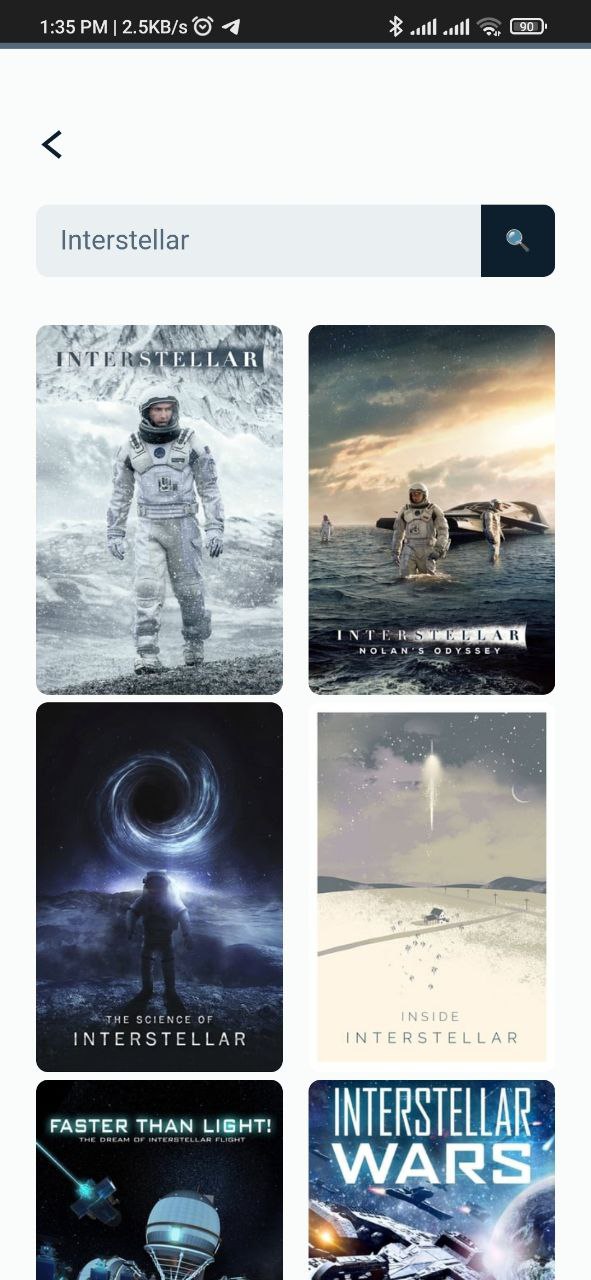 1:35 PM | 2.5KB/s
90
Interstellar
INTERSTELLAR
INTERSTELLAR
NOLAN'S ODYSSEY
THE SCIENCE OF
INTERSTELLAR
INSIDE
INTERSTELLAR
FASTER THAN LIGHT!
THE DREAM OF INTERSTELLAR FLIGHT
INTERSTELLAR
WARS